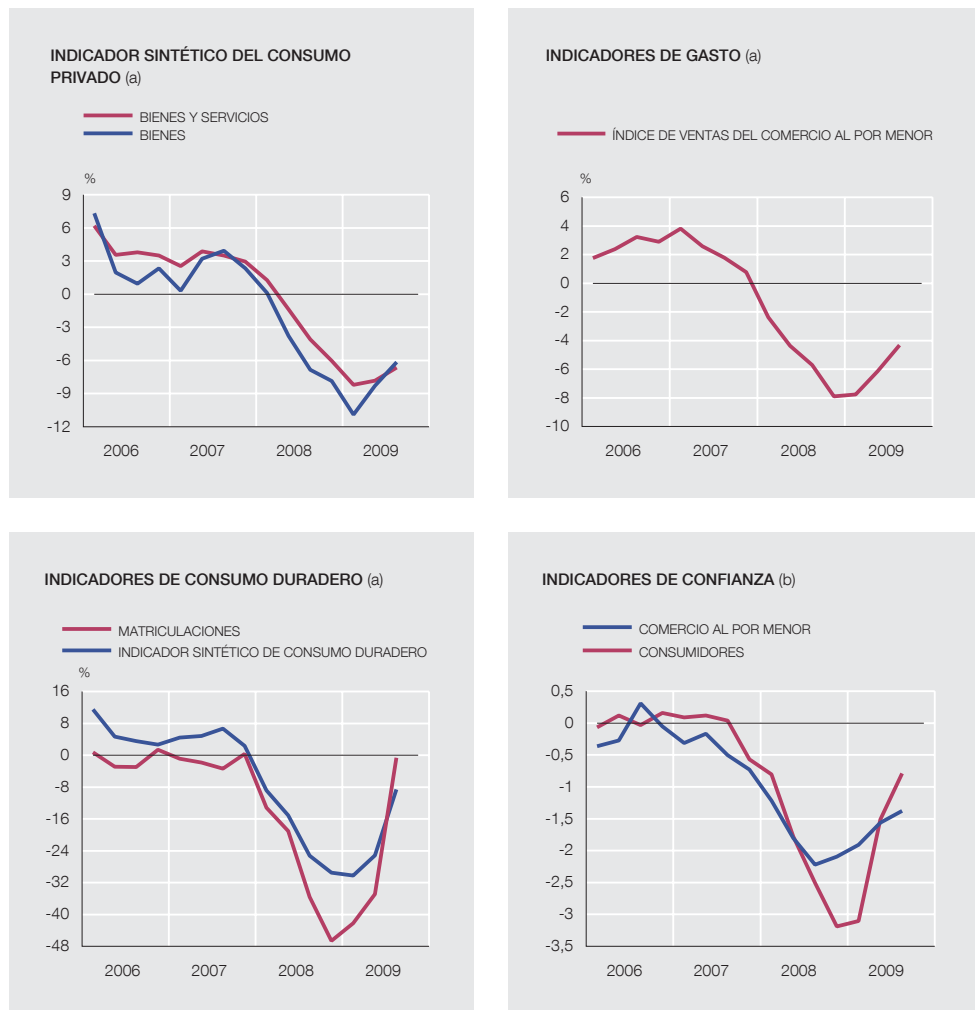 INDICADOR SINTÉTICO DEL CONSUMO
PRIVADO (a)
BIENES Y SERVICIOS
BIENES
%
9
6
3
0
-3
-6
-9
-12
2006 2007 2008 2009
INDICADORES DE GASTO (a)
ÍNDICE DE VENTAS DEL COMERCIO AL POR MENOR
%
6
4
2
0
-2
-4
-6
-8
-10
2006 2007 2008 2009
INDICADORES DE CONSUMO DURADERO (a)
MATRICULACIONES
INDICADOR SINTÉTICO DE CONSUMO DURADERO
%
16
8
0
-8
-16
-24
-32
-40
-48
2006 2007 2008 2009
INDICADORES DE CONFIANZA (b)
COMERCIO AL POR MENOR
CONSUMIDORES
0,5
0
-0,5
-1
-1,5
-2
-2,5
-3
-3,5
2006 2007 2008 2009